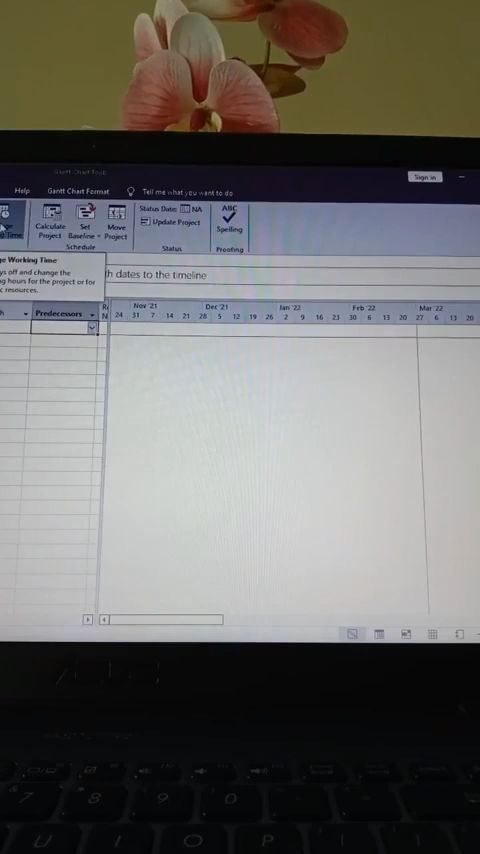 Gantt Chart Tools
Sign in
Help Gantt Chart Format Tell me what you want to do
Calculate Project
Set Baseline
Move Project
Schedule
Status Date: NA
Update Project
Status
ABC
Spelling
Proofing
Working Time
ys off and change the
g hours for the project or for
c resources.
h dates to the timeline
h Predecessors
Nov '21 Dec '21 Jan '22 Feb '22 Mar '22
24 31 7 14 21 28 5 12 19 26 2 9 16 23 30 6 13 20 27 6 13 20
7 8 9 0
U I O P